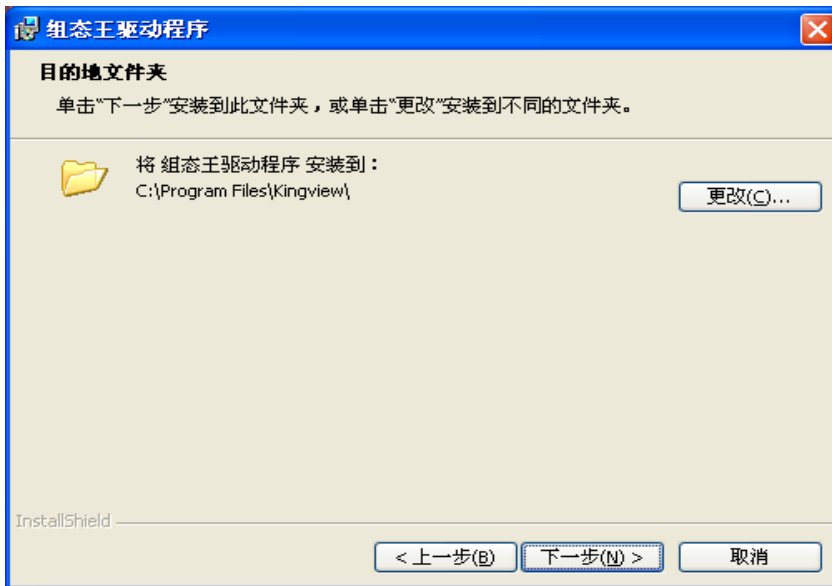 组态王驱动程序
目的地文件夹
单击“下一步”安装到此文件夹，或单击“更改”安装到不同的文件夹。
将 组态王驱动程序 安装到：
C:\Program Files\Kingview\
更改(C)...
InstallShield
< 上一步(B)
下一步(N) >
取消